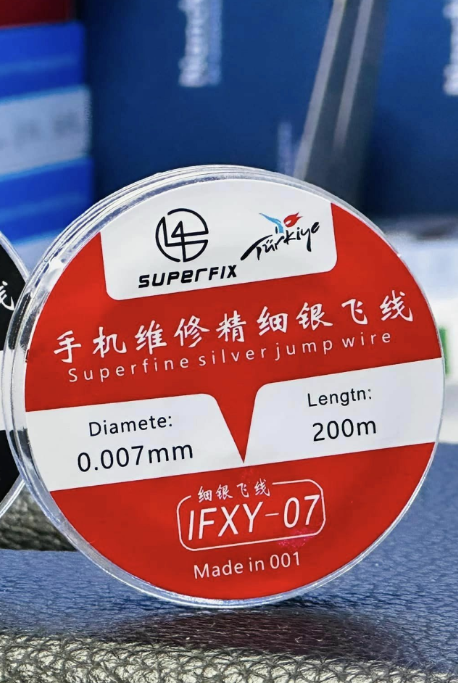 SUPERFIX
Türkiye
手机维修精细银飞线
Superfine silver jump wire
Diamete:
0.007mm
Lengtn:
200m
细银飞线
IFXY-07
Made in 001